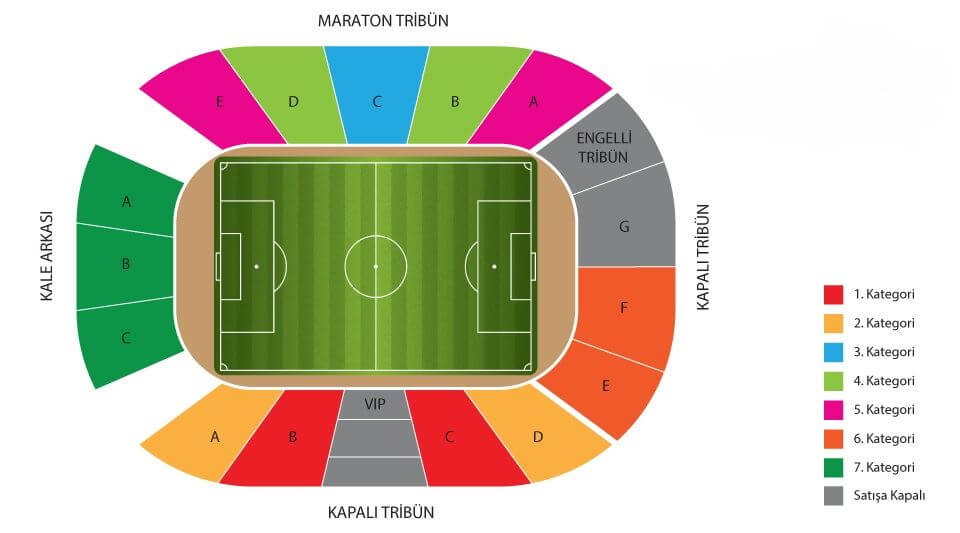 MARATON TRİBÜN
E
D
C
B
A
ENGELLİ
TRİBÜN
G
F
E
KAPALI TRİBÜN
KALE ARKASI
A
B
C
A
B
VIP
C
D
KAPALI TRİBÜN
1. Kategori
2. Kategori
3. Kategori
4. Kategori
5. Kategori
6. Kategori
7. Kategori
Satışa Kapalı